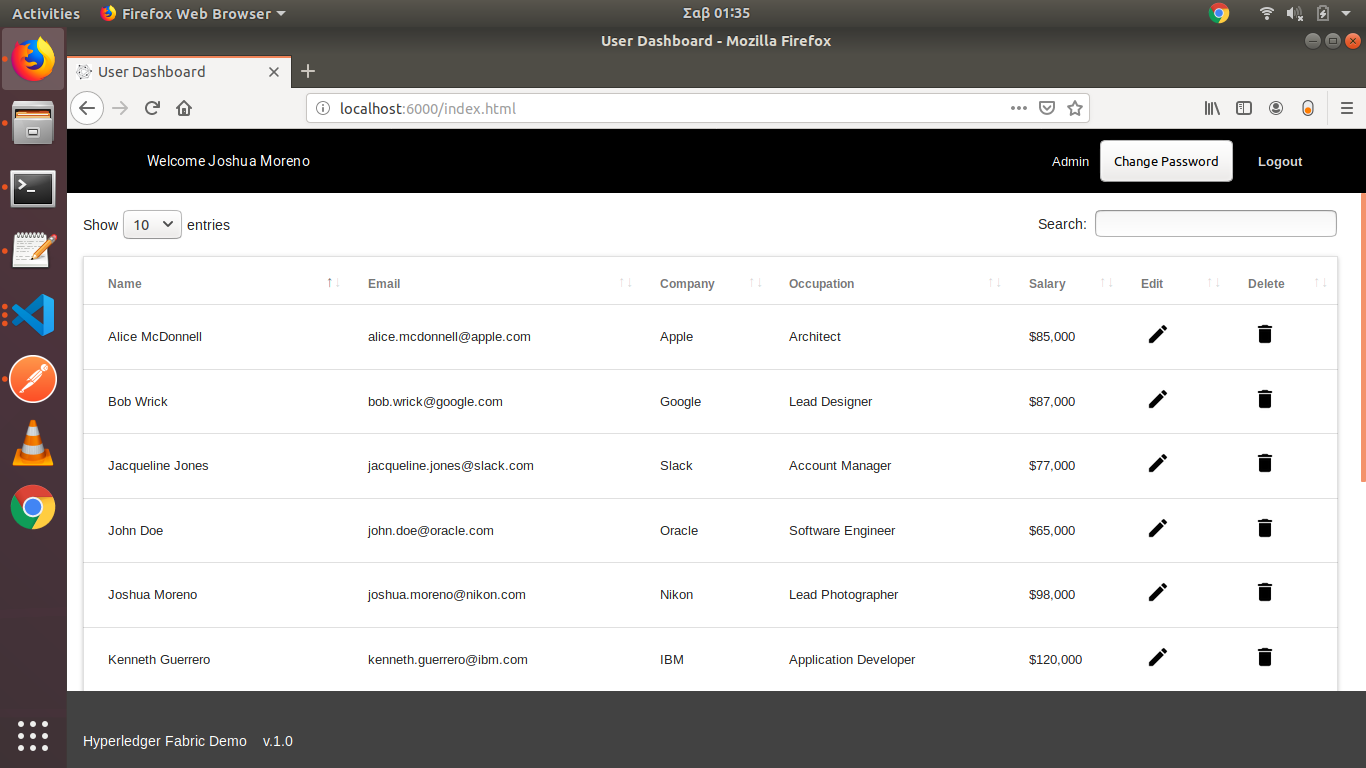 Activities Firefox Web Browser Σαβ 01:35
User Dashboard - Mozilla Firefox
User Dashboard
localhost:6000/index.html
Welcome Joshua Moreno Admin Change Password Logout
Show 10 entries Search:
Name Email Company Occupation Salary Edit Delete
Alice McDonnell alice.mcdonnell@apple.com Apple Architect $85,000
Bob Wrick bob.wrick@google.com Google Lead Designer $87,000
Jacqueline Jones jacqueline.jones@slack.com Slack Account Manager $77,000
John Doe john.doe@oracle.com Oracle Software Engineer $65,000
Joshua Moreno joshua.moreno@nikon.com Nikon Lead Photographer $98,000
Kenneth Guerrero kenneth.guerrero@ibm.com IBM Application Developer $120,000
Hyperledger Fabric Demo v.1.0